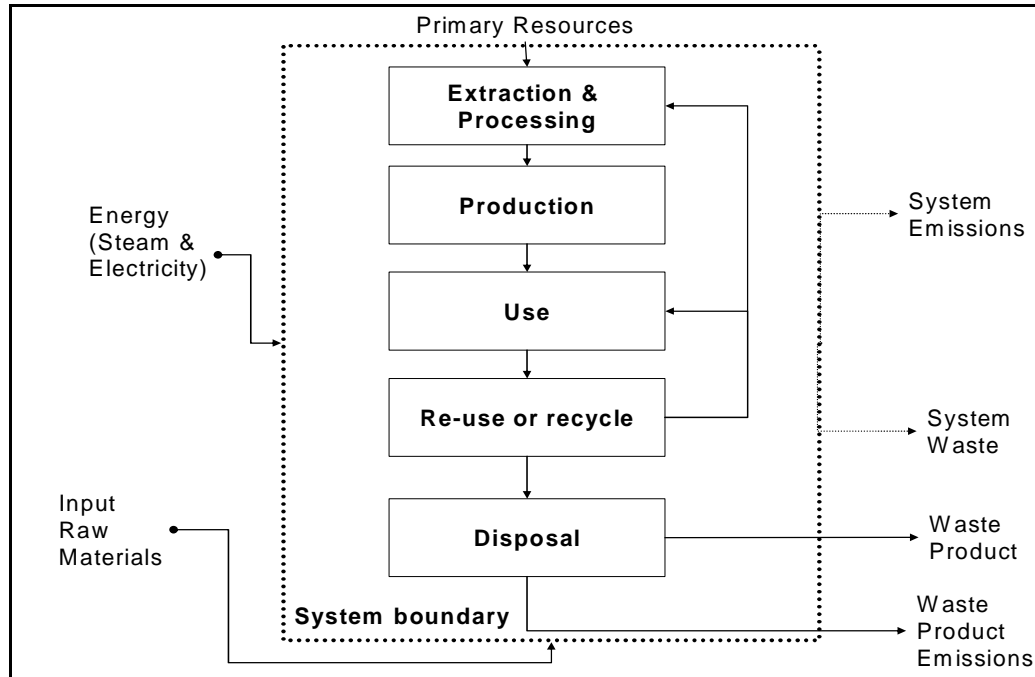 Primary Resources
Extraction &
Processing
Production
Energy
(Steam &
Electricity)
System
Emissions
Use
Re-use or recycle
System
Waste
Input
Raw
Materials
Disposal
Waste
Product
System boundary
Waste
Product
Emissions